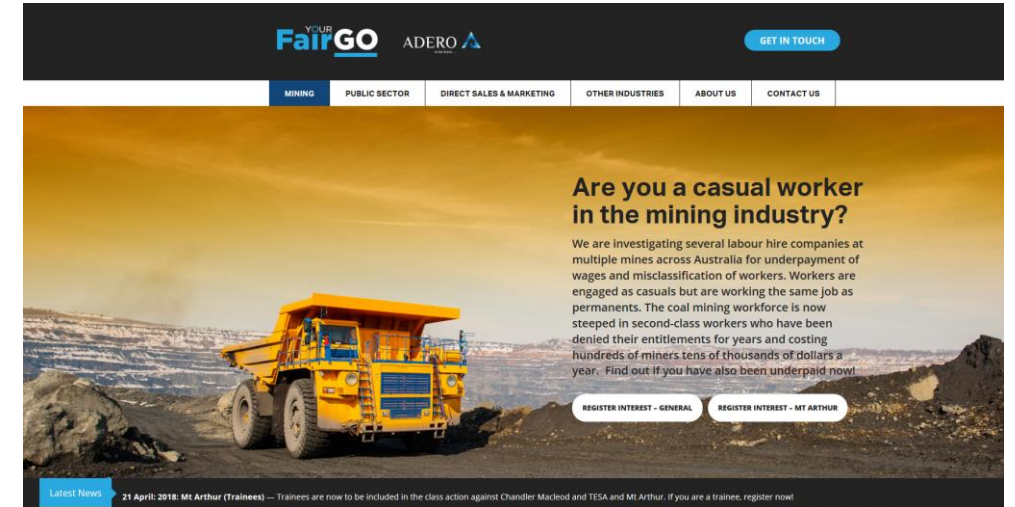 YOUR
FairGO
ADERO
GET IN TOUCH
MINING
PUBLIC SECTOR
DIRECT SALES & MARKETING
OTHER INDUSTRIES
ABOUT US
CONTACT US
Are you a casual worker
in the mining industry?
We are investigating several labour hire companies at
multiple mines across Australia for underpayment of
wages and misclassification of workers. Workers are
engaged as casuals but are working the same job as
permanents. The coal mining workforce is now
steeped in second-class workers who have been
denied their entitlements for years and costing
hundreds of miners tens of thousands of dollars a
year. Find out if you have also been underpaid now!
REGISTER INTEREST – GENERAL
REGISTER INTEREST – MT ARTHUR
Latest News
21 April: 2018: Mt Arthur (Trainees) — Trainees are now to be included in the class action against Chandler Macleod and TESA and Mt Arthur. If you are a trainee, register now!